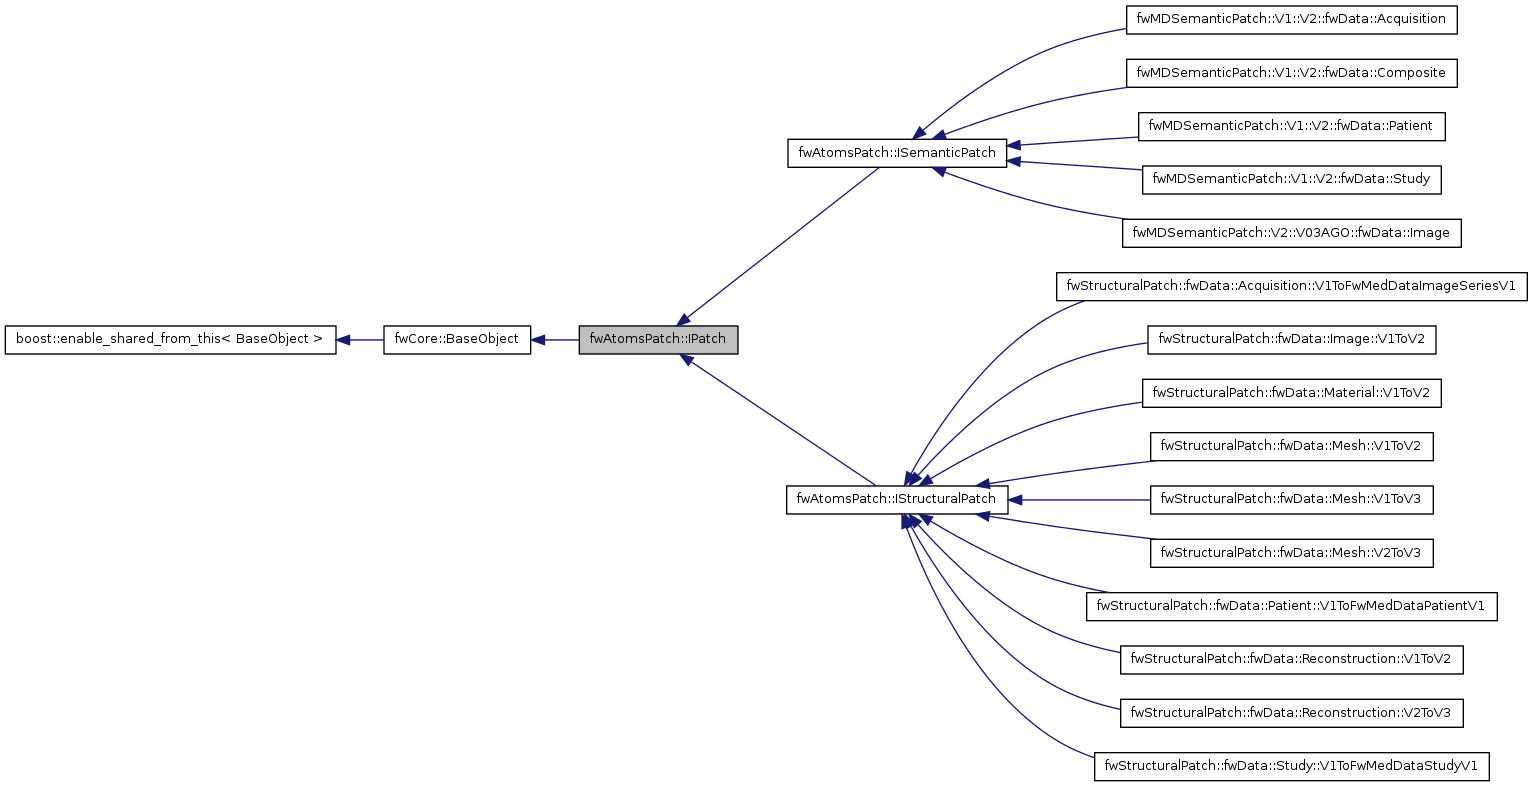 fwMDSemanticPatch::V1::V2::fwData::Acquisition
fwMDSemanticPatch::V1::V2::fwData::Composite
fwMDSemanticPatch::V1::V2::fwData::Patient
fwAtomsPatch::ISemanticPatch
fwMDSemanticPatch::V1::V2::fwData::Study
fwMDSemanticPatch::V2::V03AGO::fwData::Image
fwStructuralPatch::fwData::Acquisition::V1ToFwMedDataImageSeriesV1
boost::enable_shared_from_this< BaseObject >
fwCore::BaseObject
fwAtomsPatch::IPatch
fwStructuralPatch::fwData::Image::V1ToV2
fwStructuralPatch::fwData::Material::V1ToV2
fwStructuralPatch::fwData::Mesh::V1ToV2
fwAtomsPatch::IStructuralPatch
fwStructuralPatch::fwData::Mesh::V1ToV3
fwStructuralPatch::fwData::Mesh::V2ToV3
fwStructuralPatch::fwData::Patient::V1ToFwMedDataPatientV1
fwStructuralPatch::fwData::Reconstruction::V1ToV2
fwStructuralPatch::fwData::Reconstruction::V2ToV3
fwStructuralPatch::fwData::Study::V1ToFwMedDataStudyV1